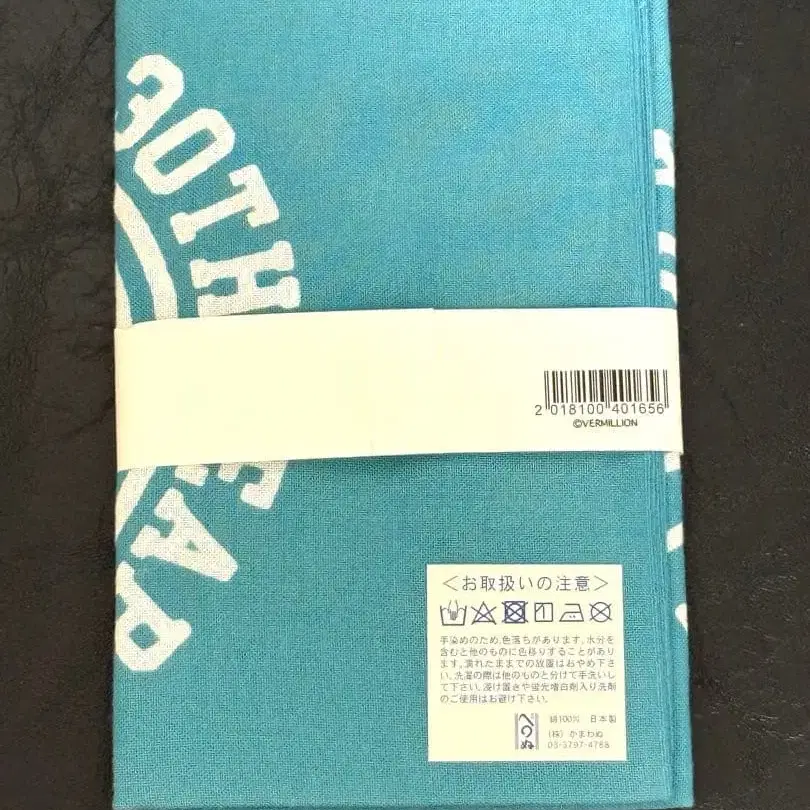 30TH
YEAR
2 018100 401656
©VERMILLION
＜お取扱いの注意＞
手染めのため、色落ちがあります。水分を
含むと他のものに色移りすることがあり
ます。濡れたままでの放置はおやめ下さ
い。洗濯の際は他のものと分けて手洗いし
て下さい。浸け置きや蛍光増白剤入り洗剤
のご使用はお避け下さい。
綿100% 日本製
(株)かまわぬ
03-3797-4788